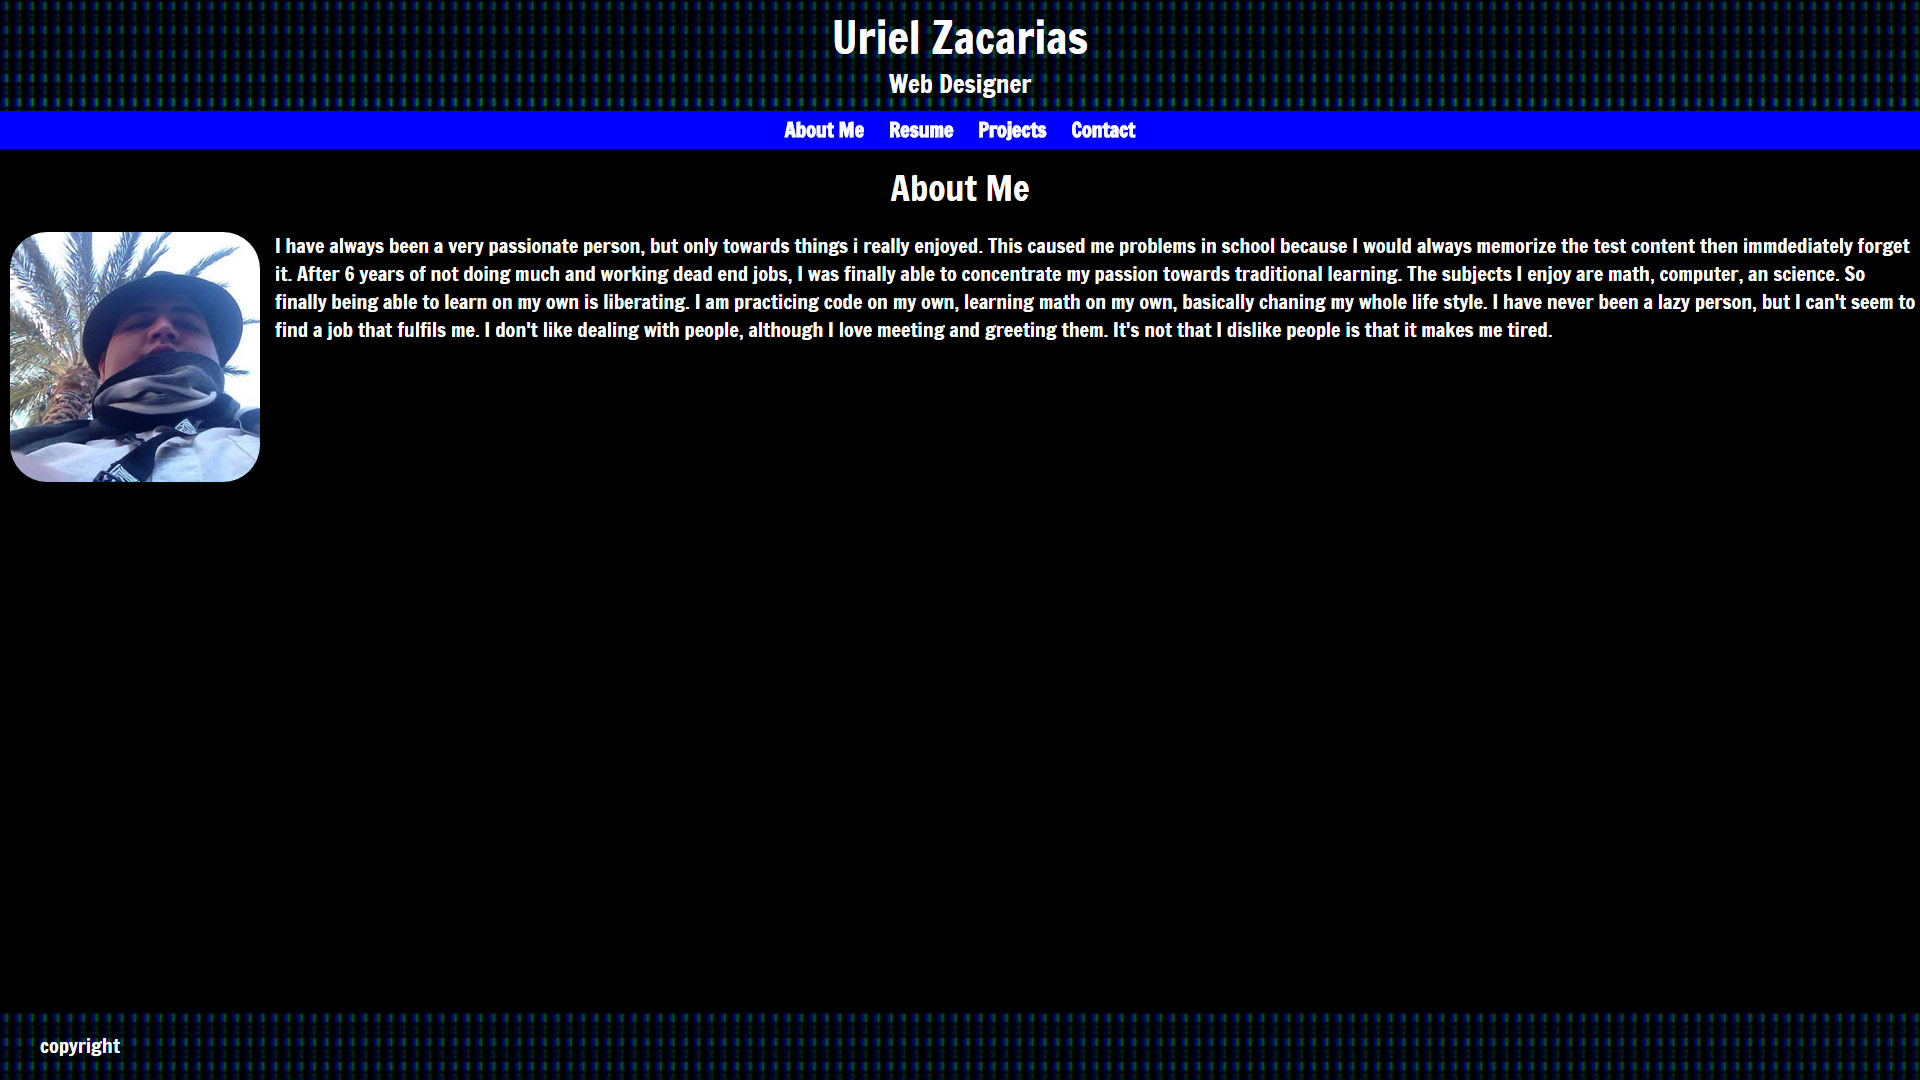 Uriel Zacarias
Web Designer
About Me Resume Projects Contact
About Me
I have always been a very passionate person, but only towards things i really enjoyed. This caused me problems in school because I would always memorize the test content then immdediately forget
it. After 6 years of not doing much and working dead end jobs, I was finally able to concentrate my passion towards traditional learning. The subjects I enjoy are math, computer, an science. So
finally being able to learn on my own is liberating. I am practicing code on my own, learning math on my own, basically chaning my whole life style. I have never been a lazy person, but I can't seem to
find a job that fulfils me. I don't like dealing with people, although I love meeting and greeting them. It's not that I dislike people is that it makes me tired.
copyright